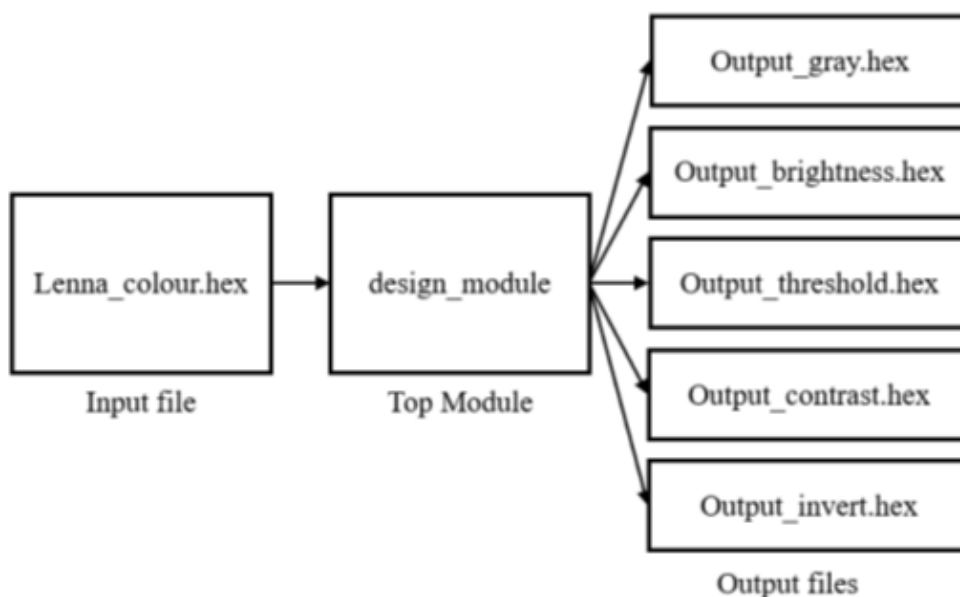 Lenna_colour.hex
Input file
design_module
Top Module
Output_gray.hex
Output_brightness.hex
Output_threshold.hex
Output_contrast.hex
Output_invert.hex
Output files